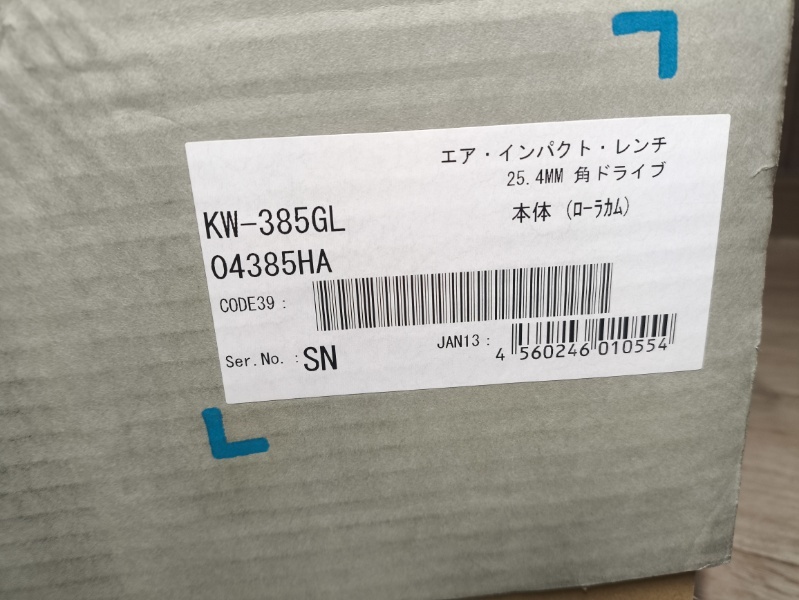 エア・インパクト・レンチ
25.4MM 角ドライブ
本体 (ﾛｰﾗｶﾑ)
KW-385GL
04385HA
CODE39 :
JAN13 :
4 560246 010554
Ser.No. : SN